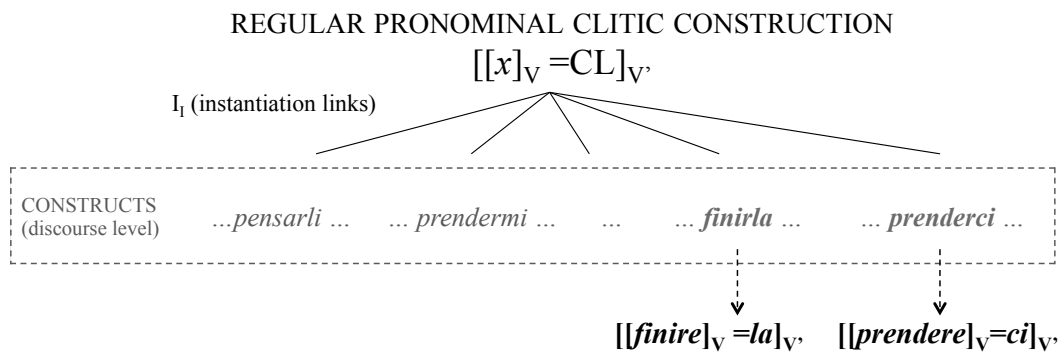 REGULAR PRONOMINAL CLITIC CONSTRUCTION
[[x]V =CL]V'
II (instantiation links)
CONSTRUCTS
(discourse level)
...pensarli ... ... prendermi ... ... ... finirla ... ... prenderci ...
[[finire]V =la]V' [[prendere]V=ci]V'